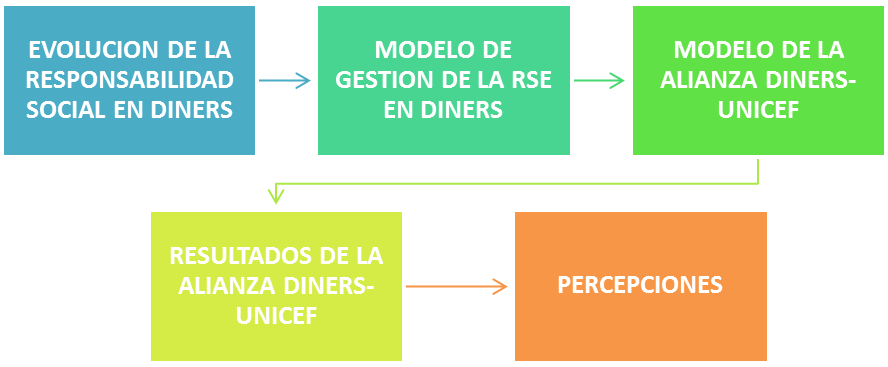 EVOLUCION DE LA
RESPONSABILIDAD
SOCIAL EN DINERS
MODELO DE
GESTION DE LA RSE
EN DINERS
MODELO DE LA
ALIANZA DINERS-
UNICEF
RESULTADOS DE LA
ALIANZA DINERS-
UNICEF
PERCEPCIONES